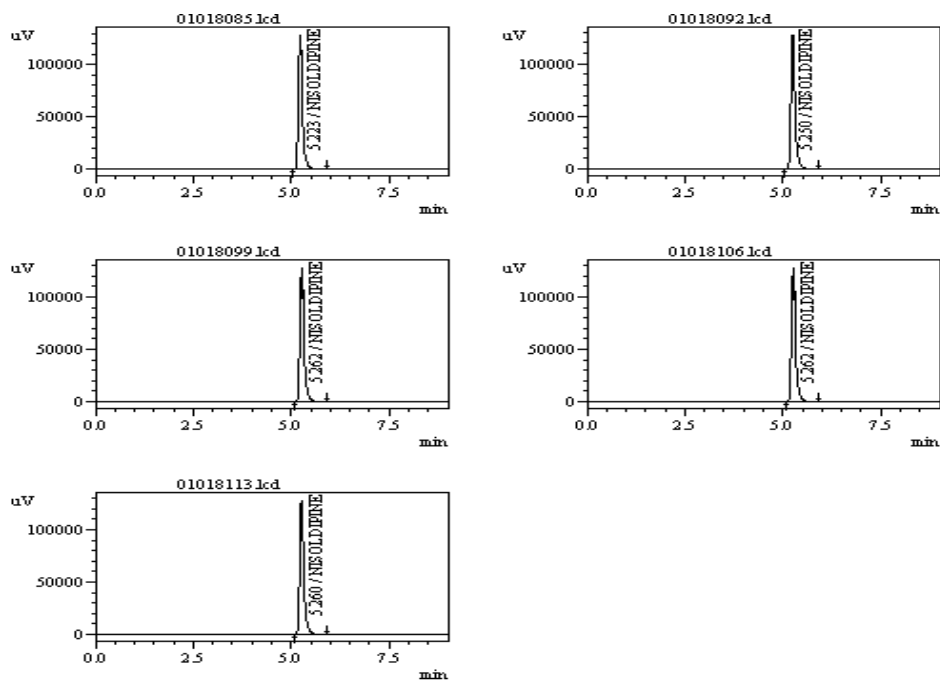 01018085.lcd
uV
100000
50000
0
5.223 / NISOLDIPINE
0.0 2.5 5.0 7.5
min
01018092.lcd
uV
100000
50000
0
5.250 / NISOLDIPINE
0.0 2.5 5.0 7.5
min
01018099.lcd
uV
100000
50000
0
5.262 / NISOLDIPINE
0.0 2.5 5.0 7.5
min
01018106.lcd
uV
100000
50000
0
5.262 / NISOLDIPINE
0.0 2.5 5.0 7.5
min
01018113.lcd
uV
100000
50000
0
5.260 / NISOLDIPINE
0.0 2.5 5.0 7.5
min